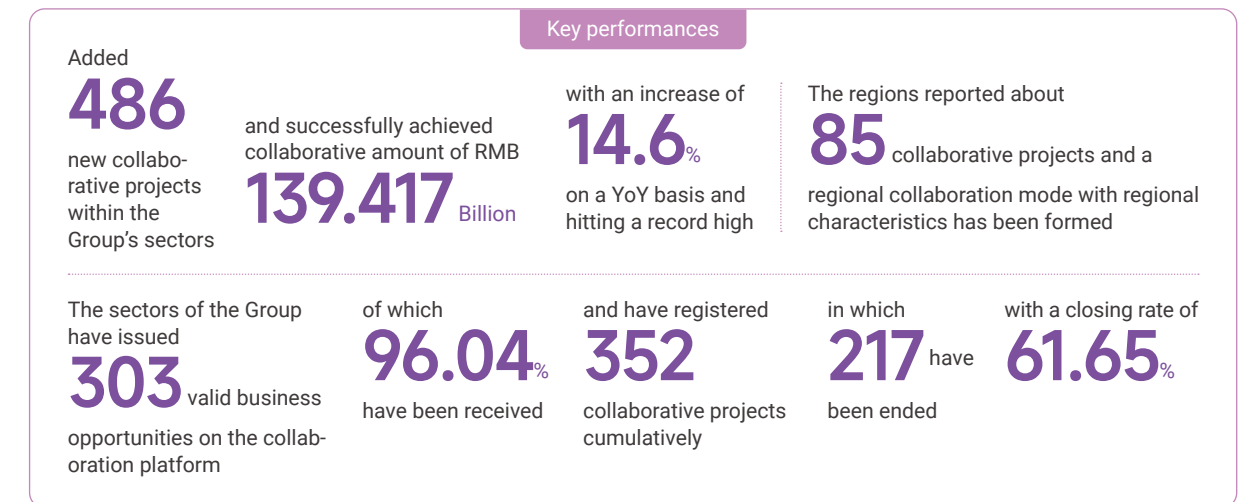 Key performances
Added
486
new collabo-
rative projects
within the
Group's sectors
and successfully achieved
collaborative amount of RMB
139.417 Billion
with an increase of
14.6%
on a YoY basis and
hitting a record high
The regions reported about
85 collaborative projects and a
regional collaboration mode with regional
characteristics has been formed
The sectors of the Group
have issued
303 valid business
opportunities on the collab-
oration platform
of which
96.04%
have been received
and have registered
352
collaborative projects
cumulatively
in which
217 have
been ended
with a closing rate of
61.65%